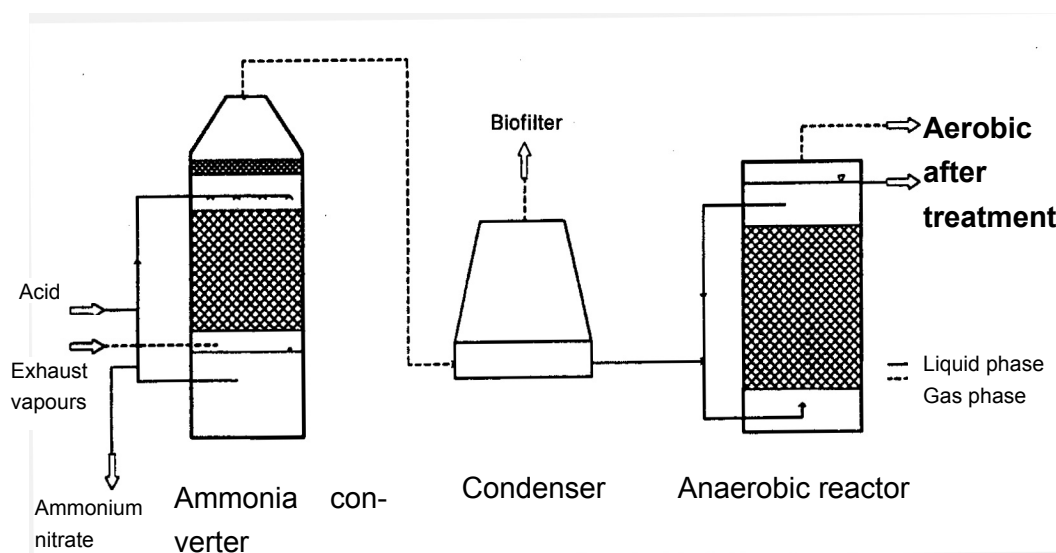 Biofilter
Aerobic
after
treatment
Acid
Exhaust
vapours
Liquid phase
Gas phase
Ammonium
nitrate
Ammonia con-
verter
Condenser
Anaerobic reactor